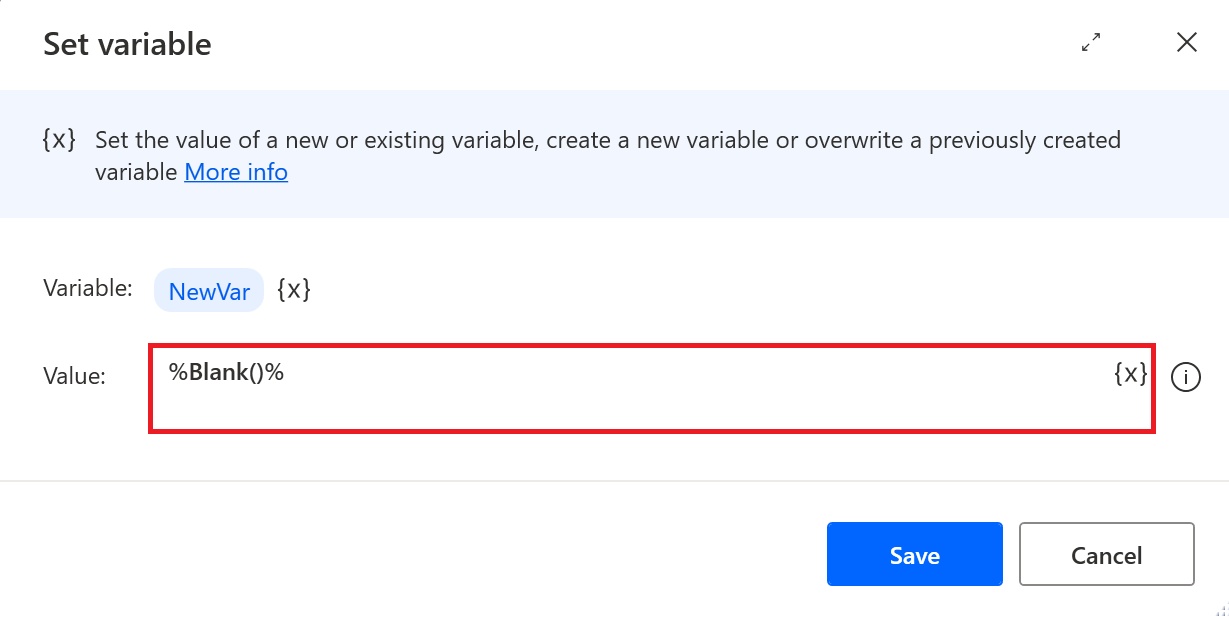 Set variable
{x} Set the value of a new or existing variable, create a new variable or overwrite a previously created
variable More info
Variable: NewVar {x}
Value: %Blank()% {x}
Save Cancel